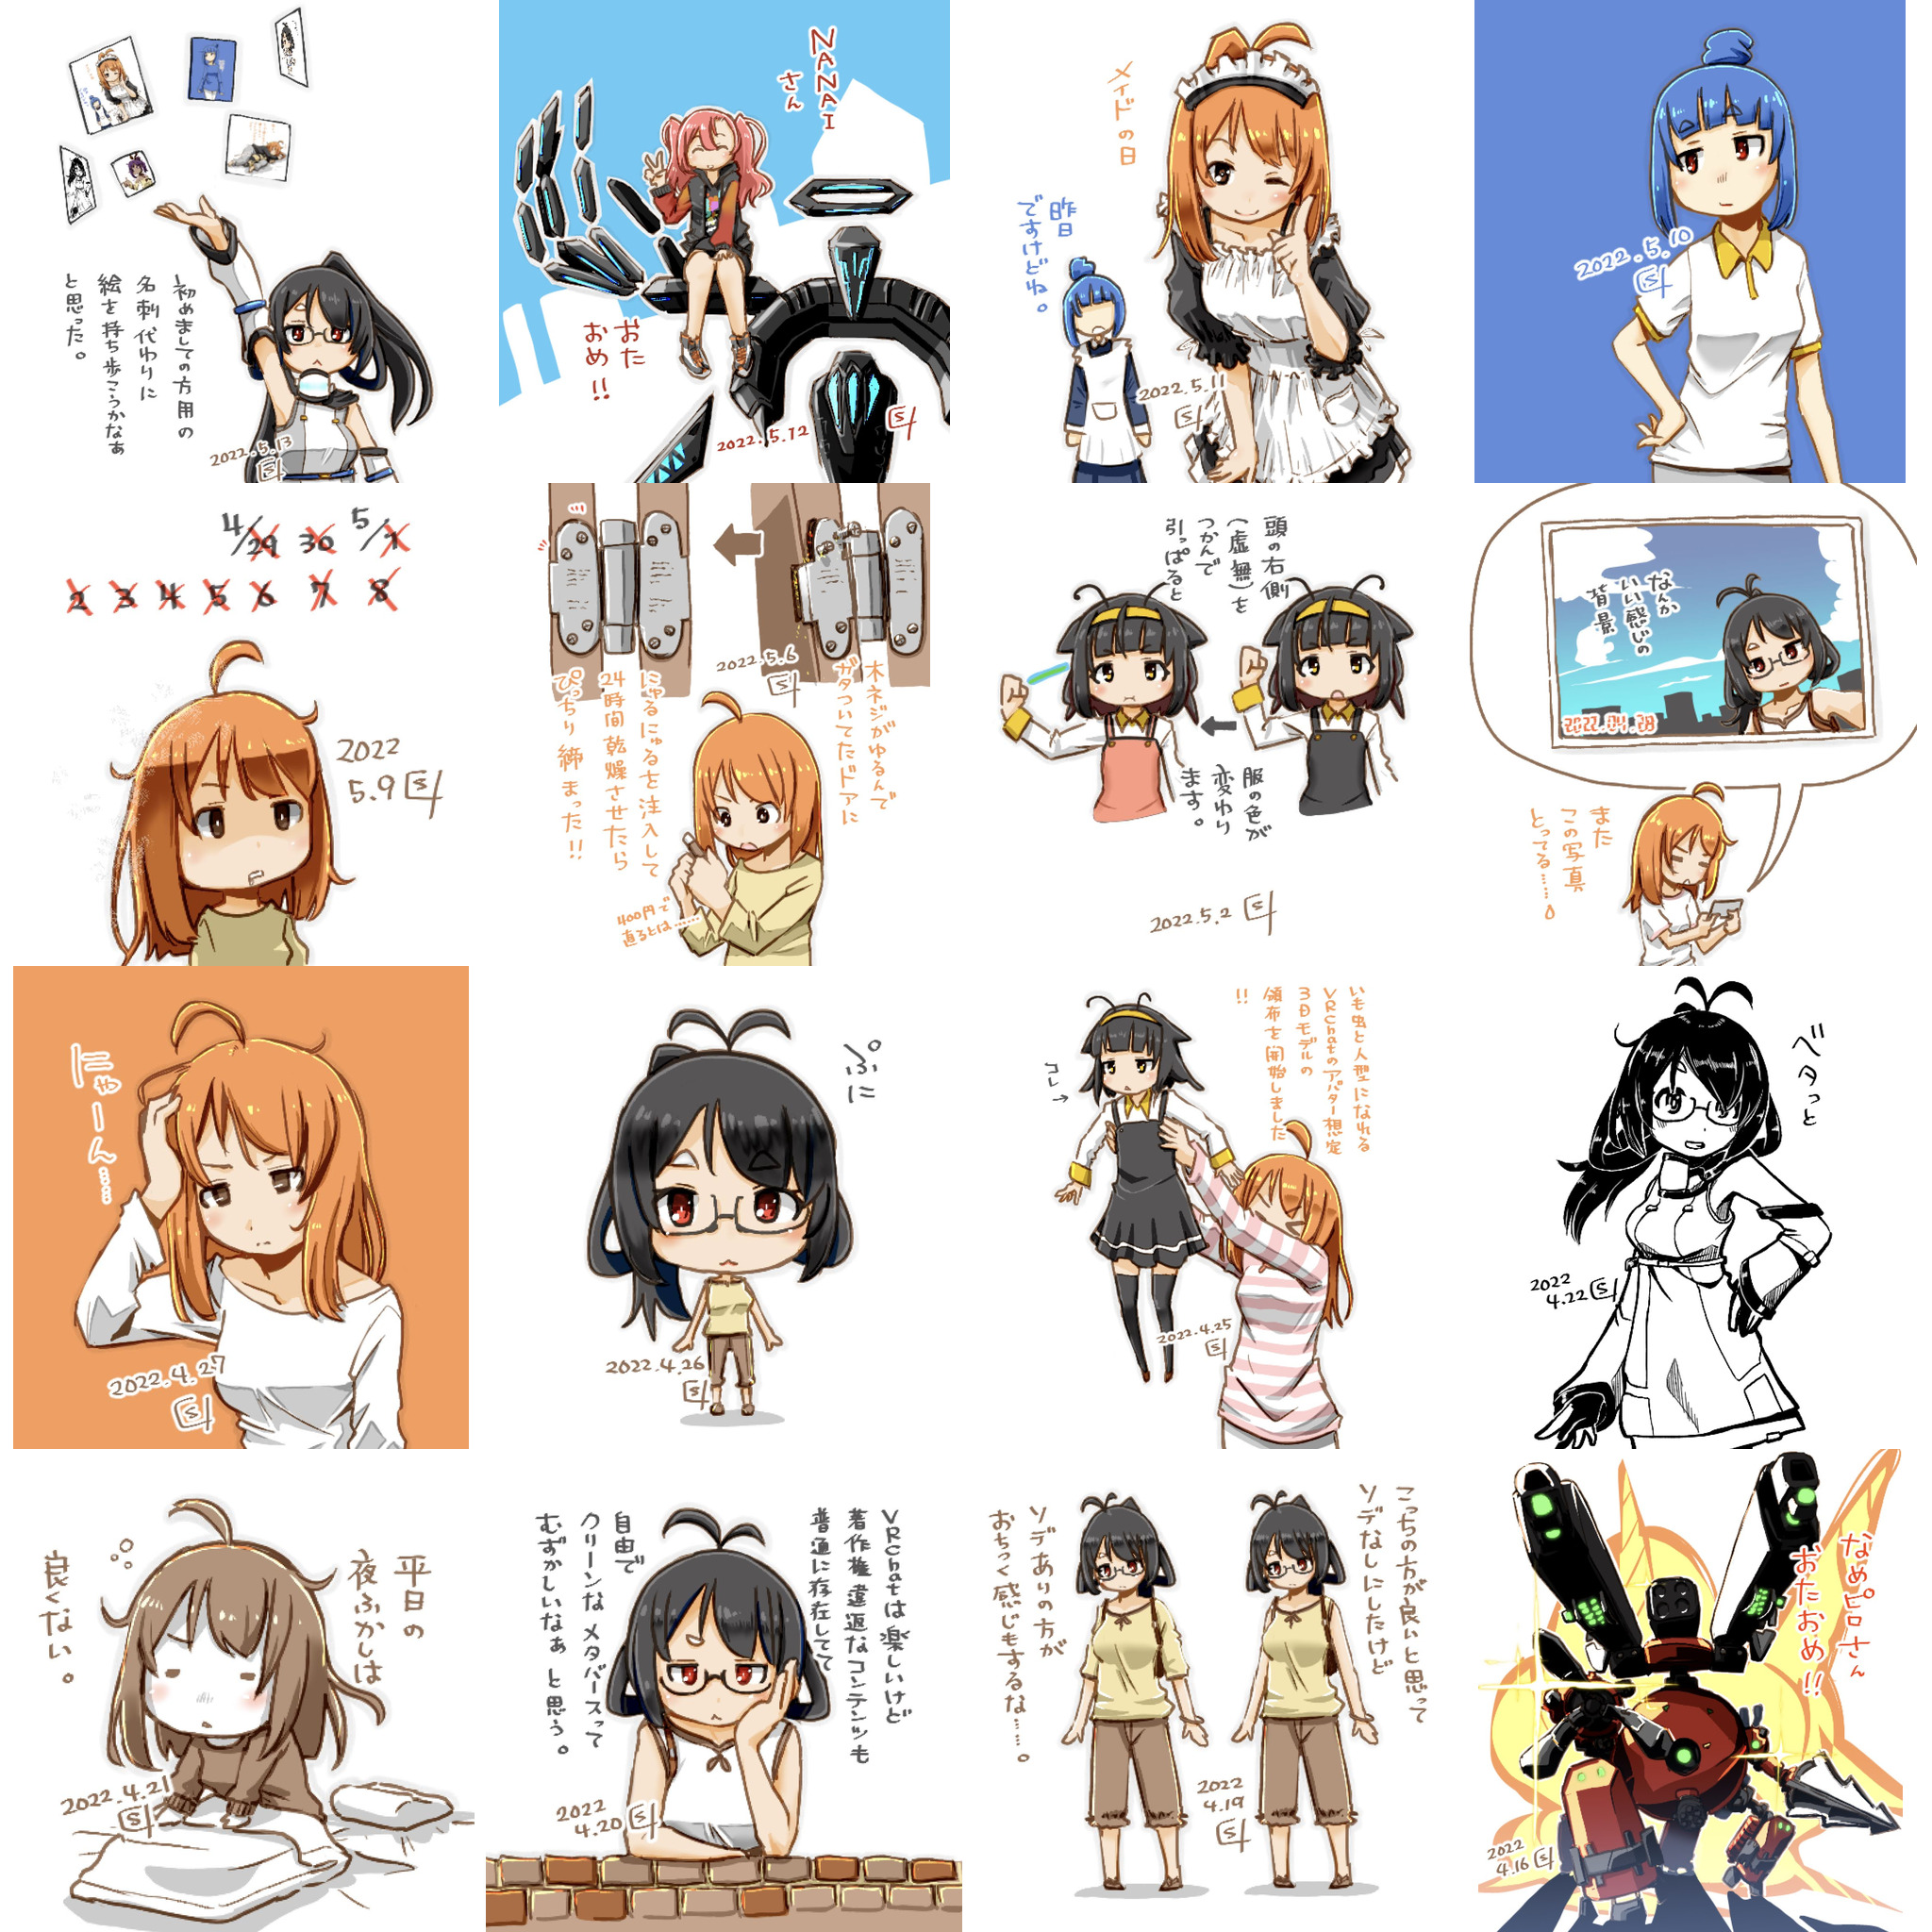 初めましての方用の
名刺代わりに
絵を持ち歩こうかなぁ
と思った。
2022.5.13
NANAI
さん
おた
おめ!!
2022.5.12
メイドの日
昨日
ですけどね。
2022.5.11
2022.5.10
4/29 30 5/1
2 3 4 5 6 7 8
2022
5.9
木ネジがゆるんで
ガタついてたドアに
にゅるにゅるを注入して
24時間乾燥させたら
ぴっちり締まった!!
400円で
直るとは……
2022.5.6
頭の右側
(虚無)を
つかんで
引っぱると
服の色が
変わり
ます。
2022.5.2
なんか
いい感じの
背景
2022.04.28
また
この写真
とってる……
にゃーん……
2022.4.27
ぷに
2022.4.26
いも虫と人型になれる
VRChatのアバター想定
3Dモデルの
頒布を開始しました
!!
コレ→
2022.4.25
ベタっと
2022
4.22
平日の
夜ふかしは
良くない。
2022.4.21
VRChatは楽しいけど
著作権違反なコンテンツも
普通に存在してて
自由で
クリーンなメタバースって
むずかしいなぁと思う。
2022
4.20
こっちの方が良いと思って
ソデなしにしたけど
ソデありの方が
おちつく感じもするな……。
2022
4.19
なめピロさん
おたおめ!!
2022
4.16